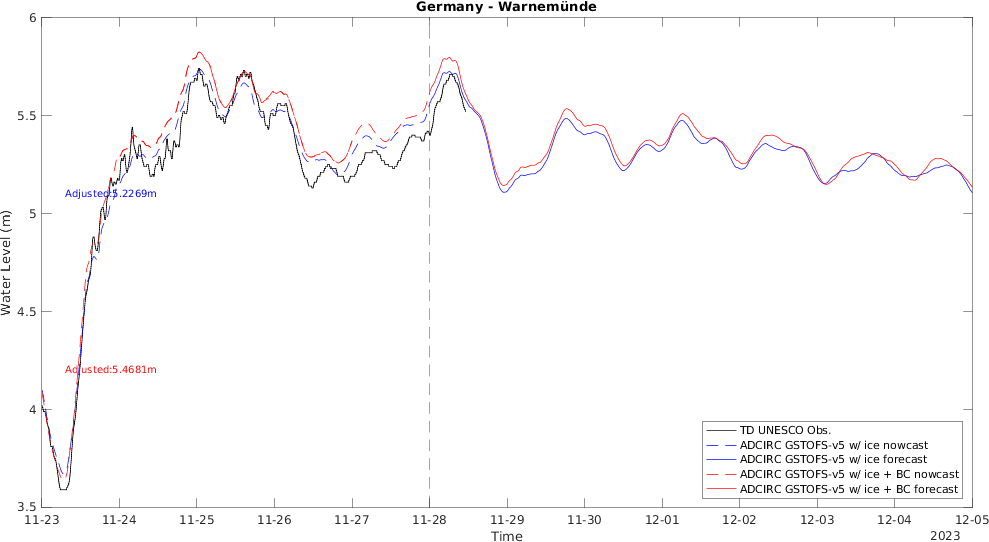 Germany - Warnemünde
6
5.5
5
4.5
4
3.5
Water Level (m)
Adjusted:5.2269m
Adjusted:5.4681m
TD UNESCO Obs.
ADCIRC GSTOFS-v5 w/ ice nowcast
ADCIRC GSTOFS-v5 w/ ice forecast
ADCIRC GSTOFS-v5 w/ ice + BC nowcast
ADCIRC GSTOFS-v5 w/ ice + BC forecast
11-23 11-24 11-25 11-26 11-27 11-28 11-29 11-30 12-01 12-02 12-03 12-04 12-05
Time
2023